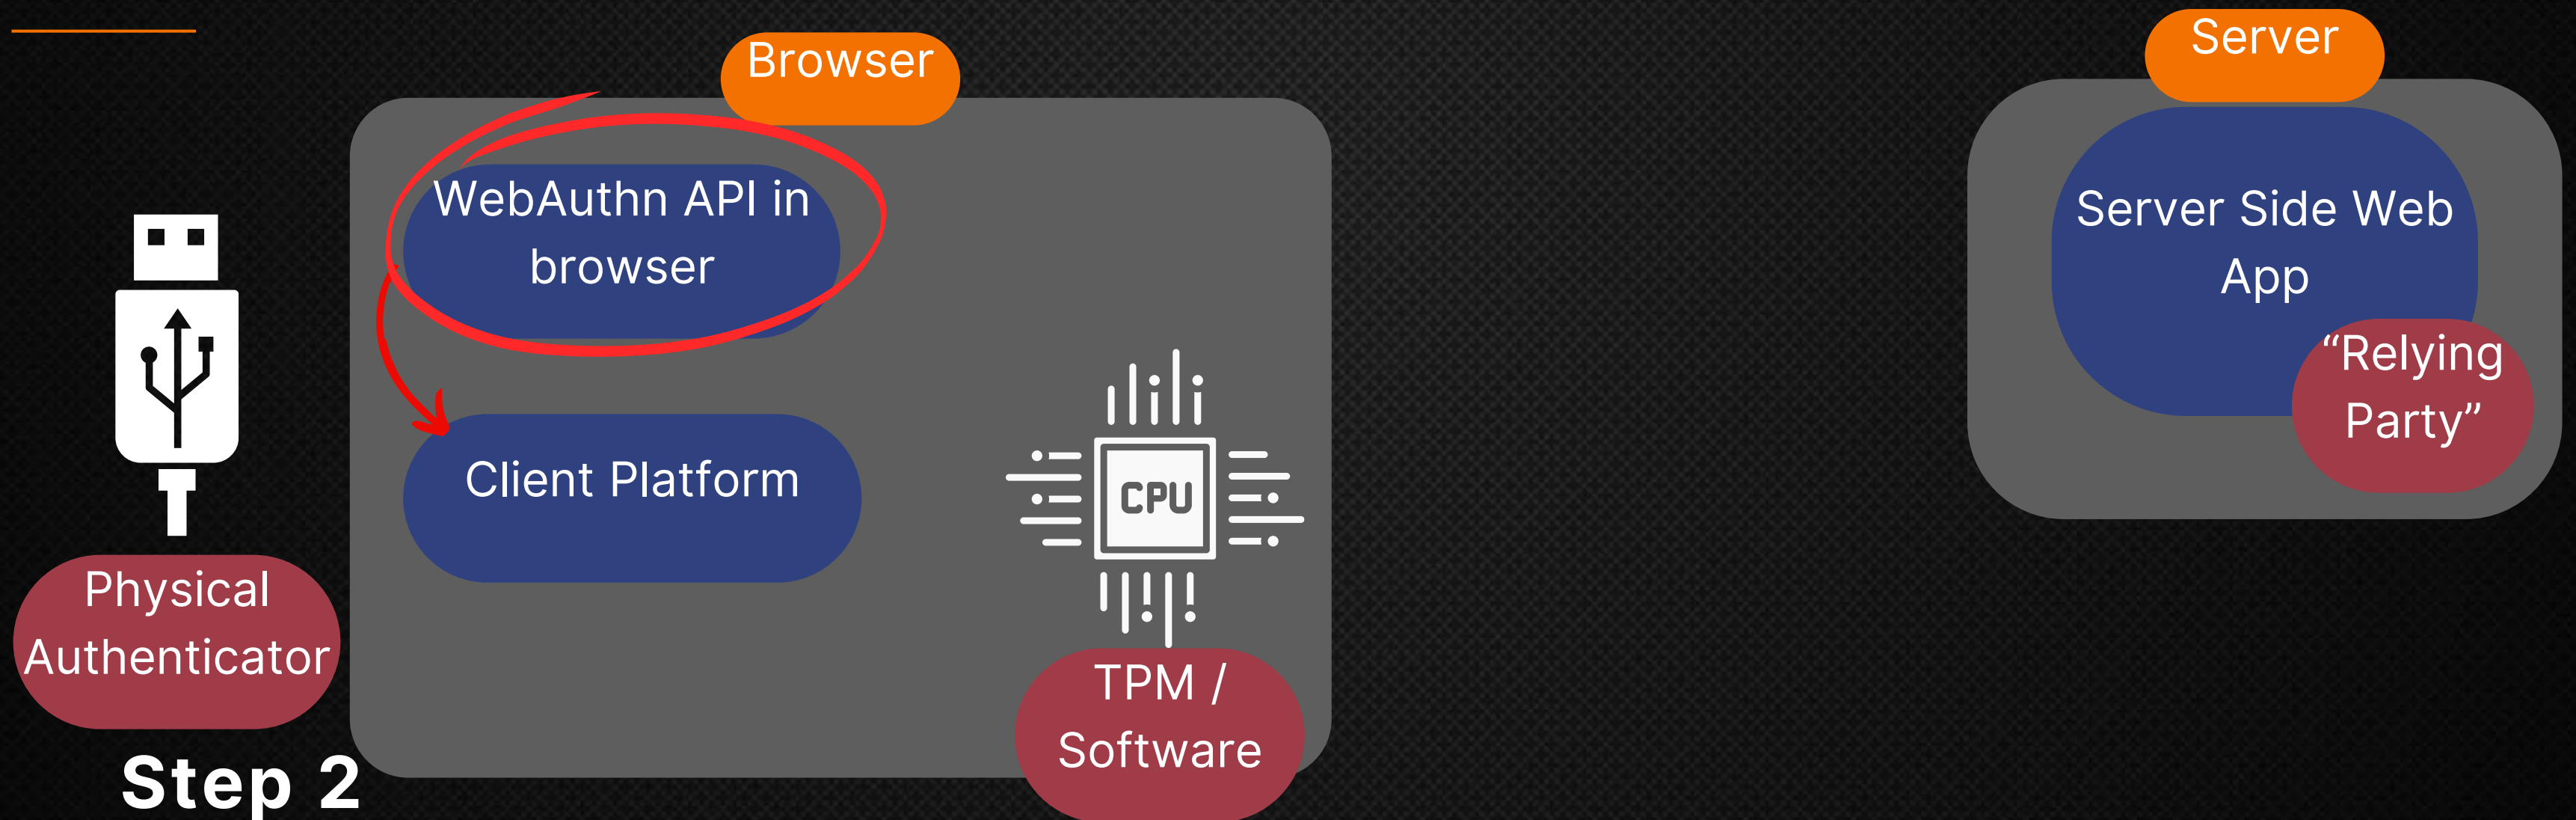 Browser
Server
WebAuthn API in
browser
Server Side Web
App
“Relying
Party”
Client Platform
CPU
Physical
Authenticator
TPM /
Software
Step 2